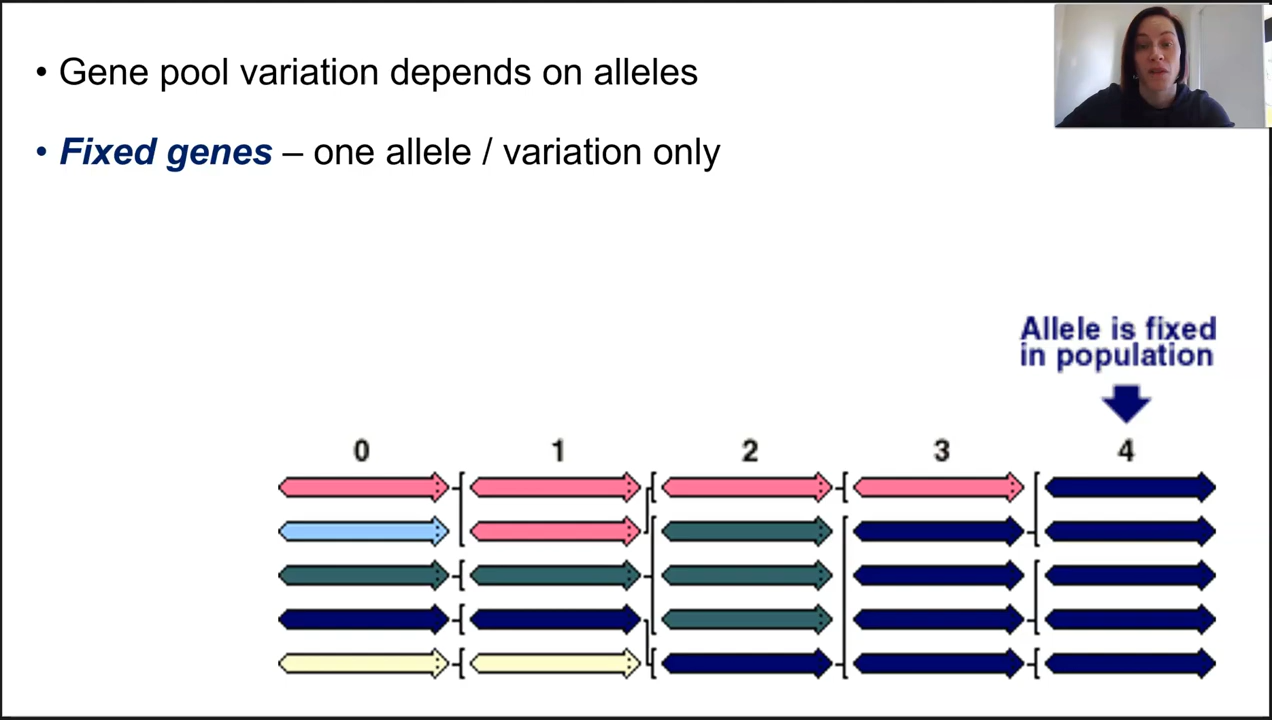 • Gene pool variation depends on alleles
• Fixed genes – one allele / variation only
Allele is fixed
in population
0 1 2 3 4